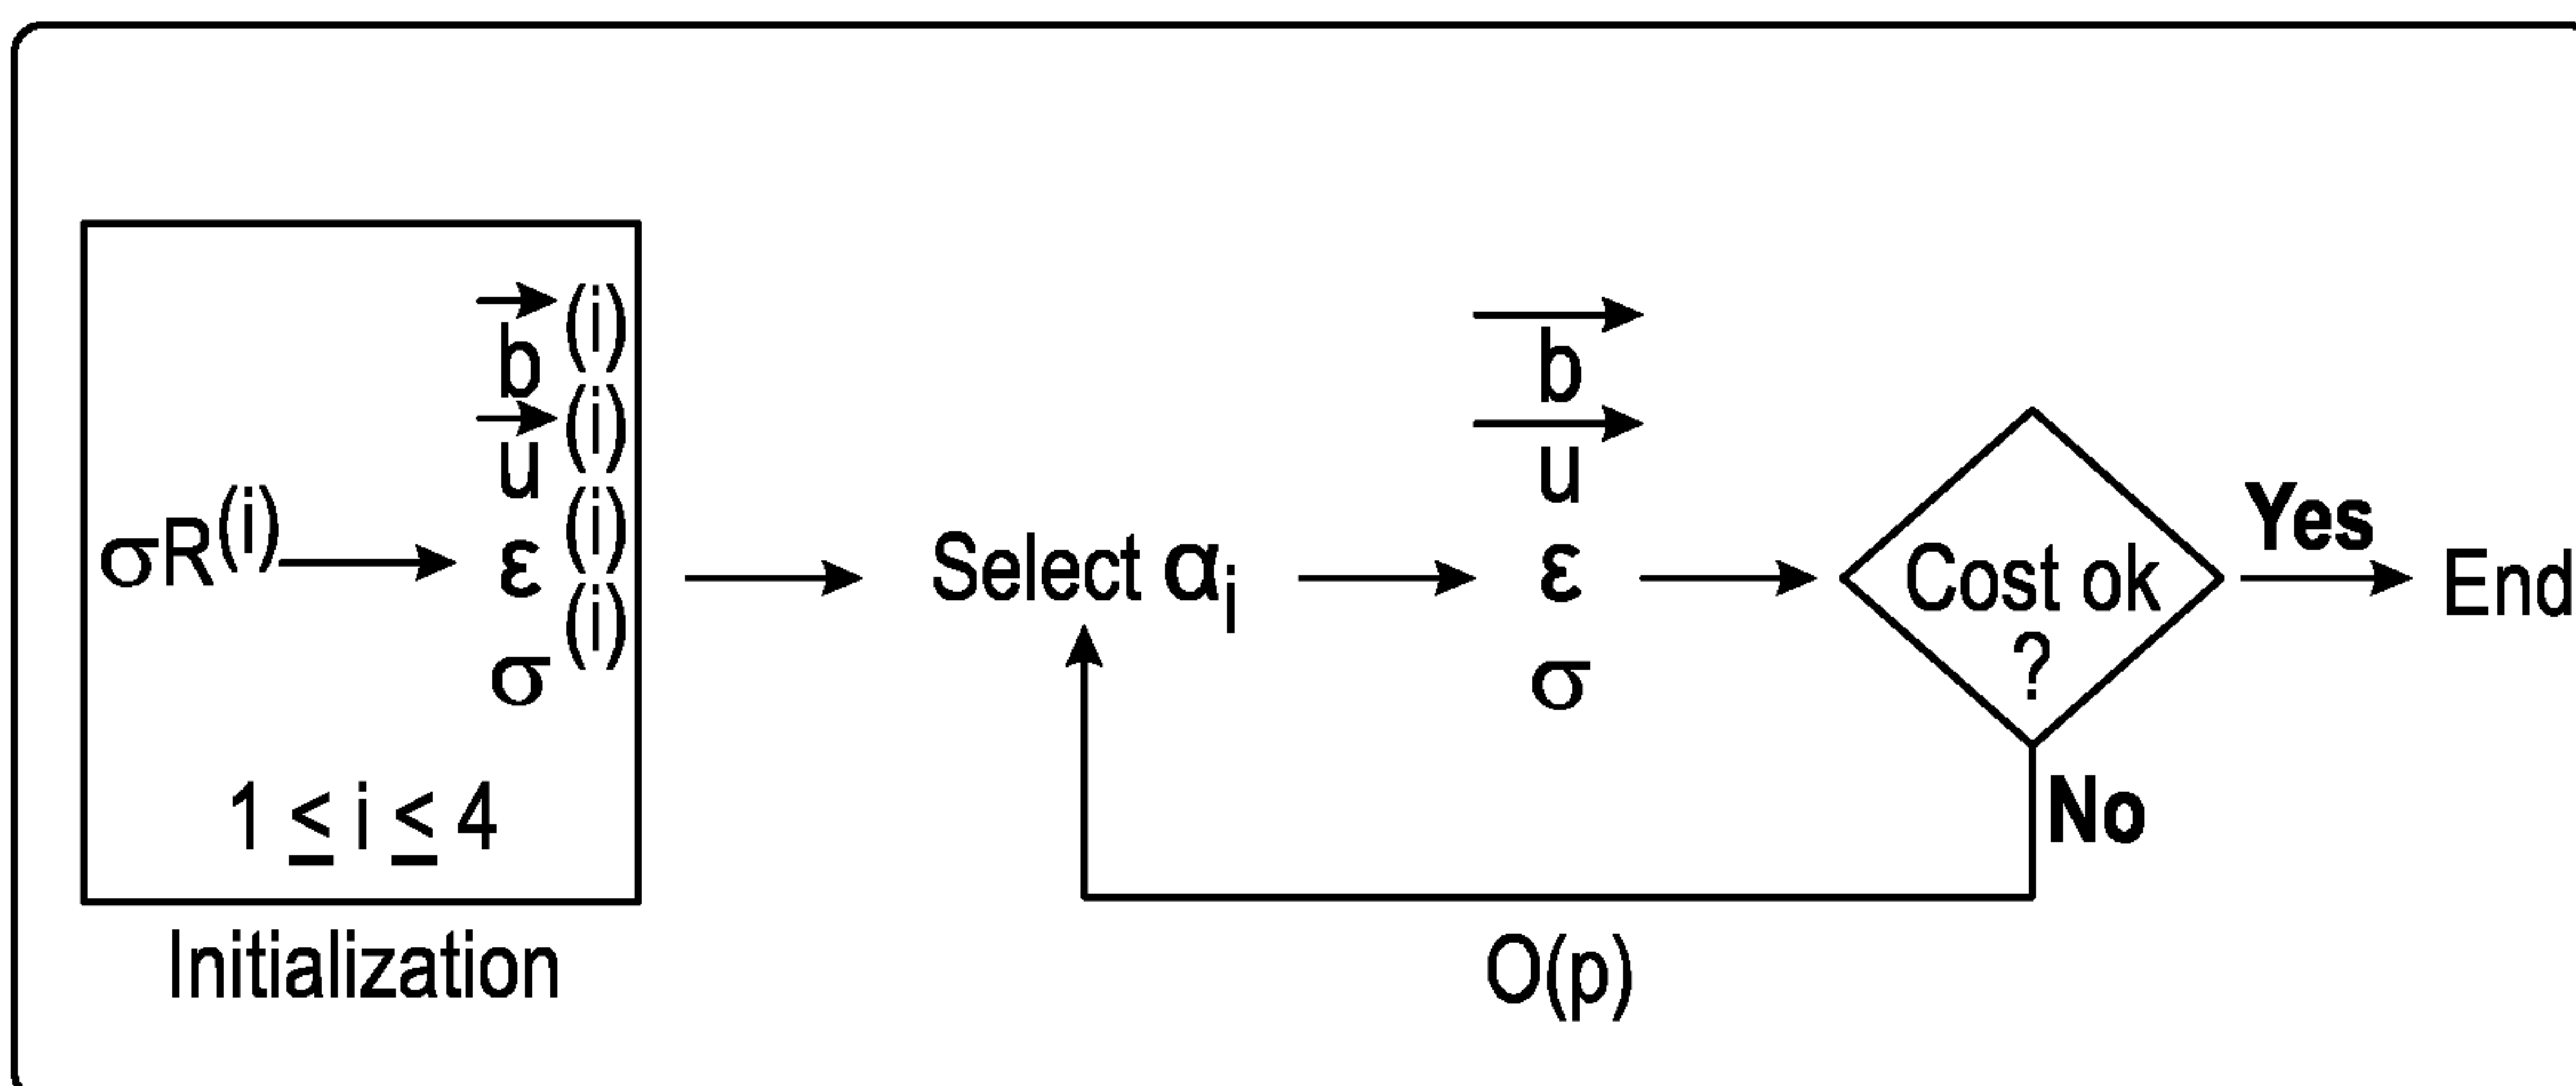 b⃗ (i)
u⃗ (i)
σR(i) ε (i)
σ (i)
1 ≤ i ≤ 4
Initialization
Select αi
b⃗
u⃗
ε
σ
Cost ok
?
Yes
End
No
O(p)